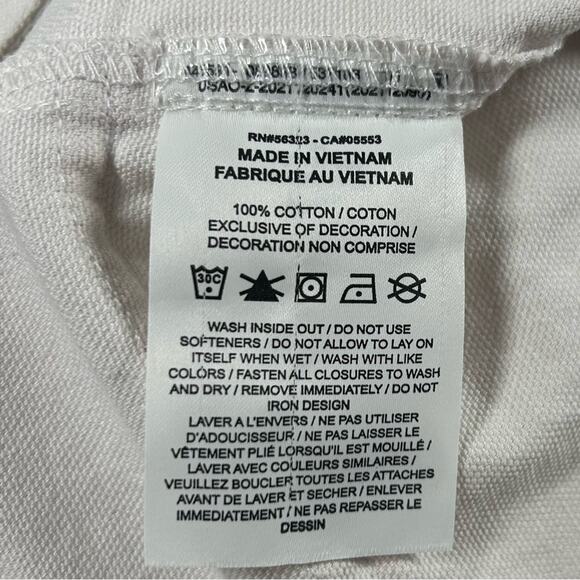 RN#56323 - CA#05553
MADE IN VIETNAM
FABRIQUE AU VIETNAM
100% COTTON / COTON
EXCLUSIVE OF DECORATION /
DECORATION NON COMPRISE
30C
WASH INSIDE OUT / DO NOT USE
SOFTENERS / DO NOT ALLOW TO LAY ON
ITSELF WHEN WET / WASH WITH LIKE
COLORS / FASTEN ALL CLOSURES TO WASH
AND DRY / REMOVE IMMEDIATELY / DO NOT
IRON DESIGN
LAVER A L'ENVERS / NE PAS UTILISER
D'ADOUCISSEUR / NE PAS LAISSER LE
VÊTEMENT PLIÉ LORSQU'IL EST MOUILLÉ /
LAVER AVEC COULEURS SIMILAIRES /
VEUILLEZ BOUCLER TOUTES LES ATTACHES
AVANT DE LAVER ET SECHER / ENLEVER
IMMEDIATEMENT / NE PAS REPASSER LE
DESSIN